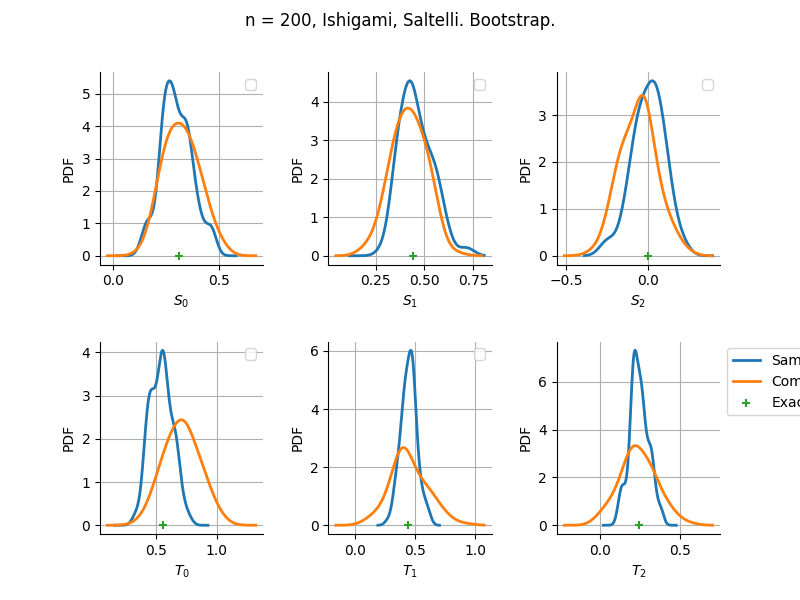 n = 200, Ishigami, Saltelli. Bootstrap.
PDF
5
4
3
2
1
0
0.0 0.5
S₀
PDF
4
3
2
1
0
0.25 0.50 0.75
S₁
PDF
3
2
1
0
−0.5 0.0
S₂
PDF
4
3
2
1
0
0.5 1.0
T₀
PDF
6
4
2
0
0.0 0.5 1.0
T₁
PDF
6
4
2
0
0.0 0.5
T₂
Sam
Com
Exac